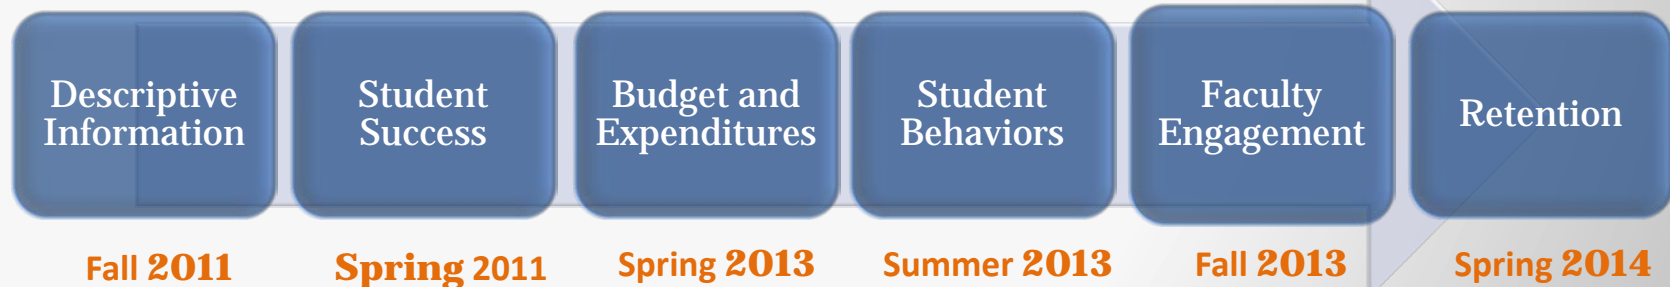 Descriptive
Information
Student
Success
Budget and
Expenditures
Student
Behaviors
Faculty
Engagement
Retention
Fall 2011
Spring 2011
Spring 2013
Summer 2013
Fall 2013
Spring 2014